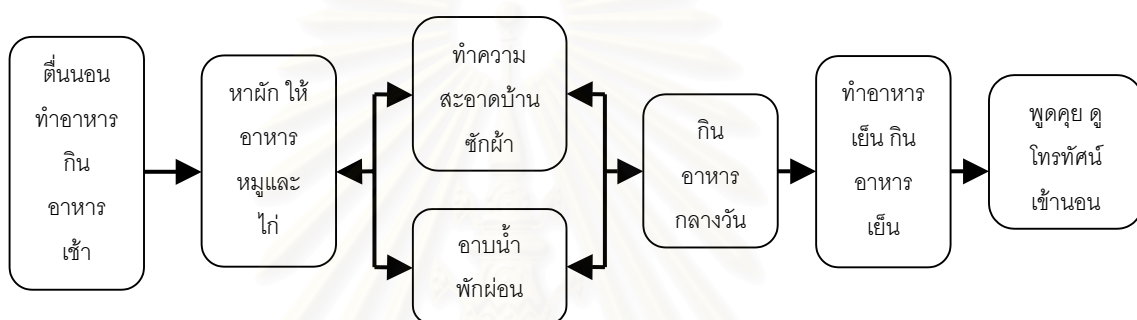 ตื่นนอน
ทำอาหาร
กิน
อาหาร
เช้า
หาผัก ให้
อาหาร
หมูและ
ไก่
ทำความ
สะอาดบ้าน
ซักผ้า
อาบน้ำ
พักผ่อน
กิน
อาหาร
กลางวัน
ทำอาหาร
เย็น กิน
อาหาร
เย็น
พูดคุย ดู
โทรทัศน์
เข้านอน